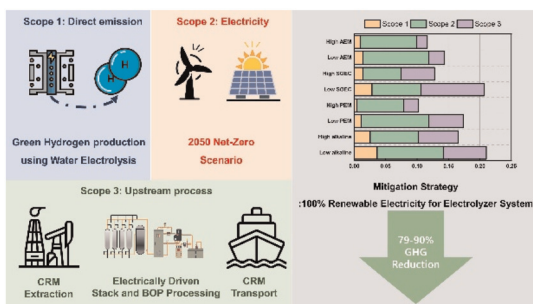 Scope 1: Direct emission
H
H
Green Hydrogen production
using Water Electrolysis
Scope 2: Electricity
2050 Net-Zero
Scenario
Scope 3: Upstream process
CRM
Extraction
Electrically Driven
Stack and BOP Processing
CRM
Transport
Scope 1 Scope 2 Scope 3
High AEM
Low AEM
High SOEC
Low SOEC
High PEM
Low PEM
High alkaline
Low alkaline
0.00 0.05 0.10 0.15 0.20 0.25
Mitigation Strategy
:100% Renewable Electricity for Electrolyzer System
79-90%
GHG
Reduction